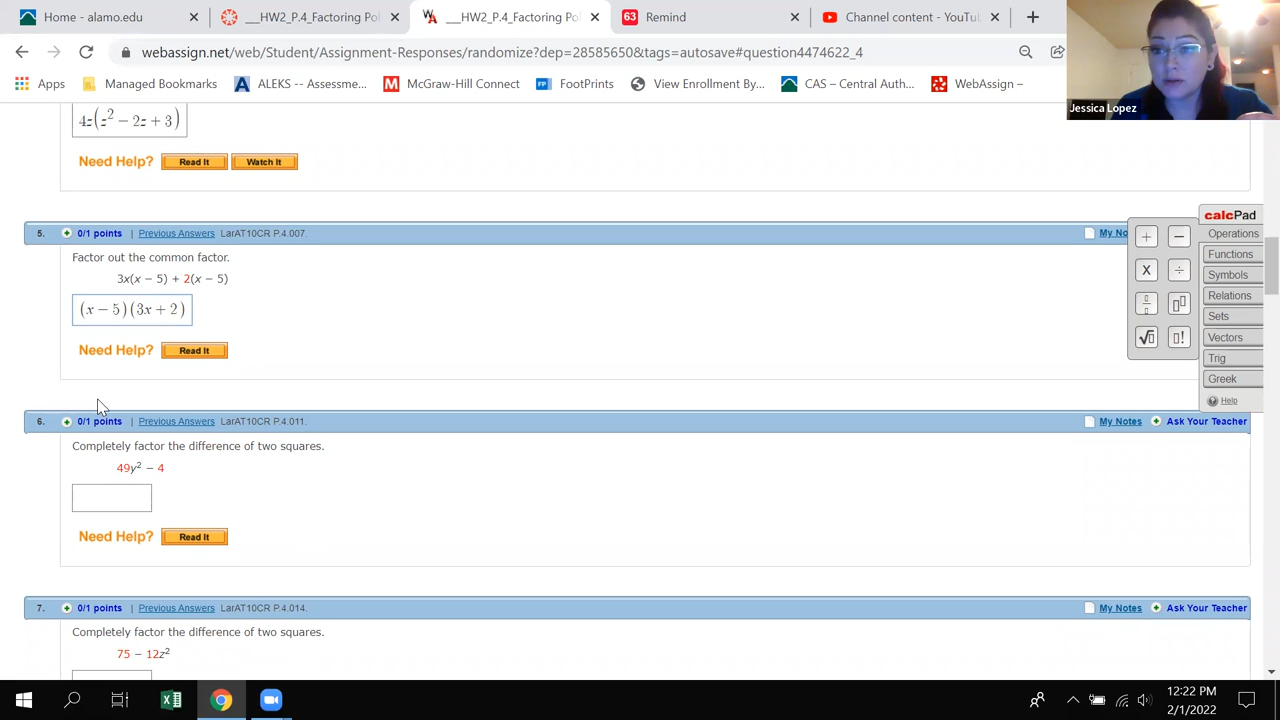 Home - alamo.edu
___HW2_P.4_Factoring Pol
___HW2_P.4_Factoring Pol
63 Remind
Channel content - YouTu
webassign.net/web/Student/Assignment-Responses/randomize?dep=28585650&tags=autosave#question4474622_4
Apps
Managed Bookmarks
ALEKS -- Assessme...
McGraw-Hill Connect
FP FootPrints
View Enrollment By...
CAS – Central Auth...
WebAssign –
Jessica Lopez
4z(z² − 2z + 3)
Need Help? Read It Watch It
5. 0/1 points | Previous Answers LarAT10CR P.4.007. My No
Factor out the common factor.
3x(x − 5) + 2(x − 5)
(x − 5)(3x + 2)
Need Help? Read It
calcPad
Operations
Functions
Symbols
Relations
Sets
Vectors
Trig
Greek
Help
+ −
X ÷
√ !
6. 0/1 points | Previous Answers LarAT10CR P.4.011. My Notes Ask Your Teacher
Completely factor the difference of two squares.
49y² − 4
Need Help? Read It
7. 0/1 points | Previous Answers LarAT10CR P.4.014. My Notes Ask Your Teacher
Completely factor the difference of two squares.
75 − 12z²
12:22 PM
2/1/2022